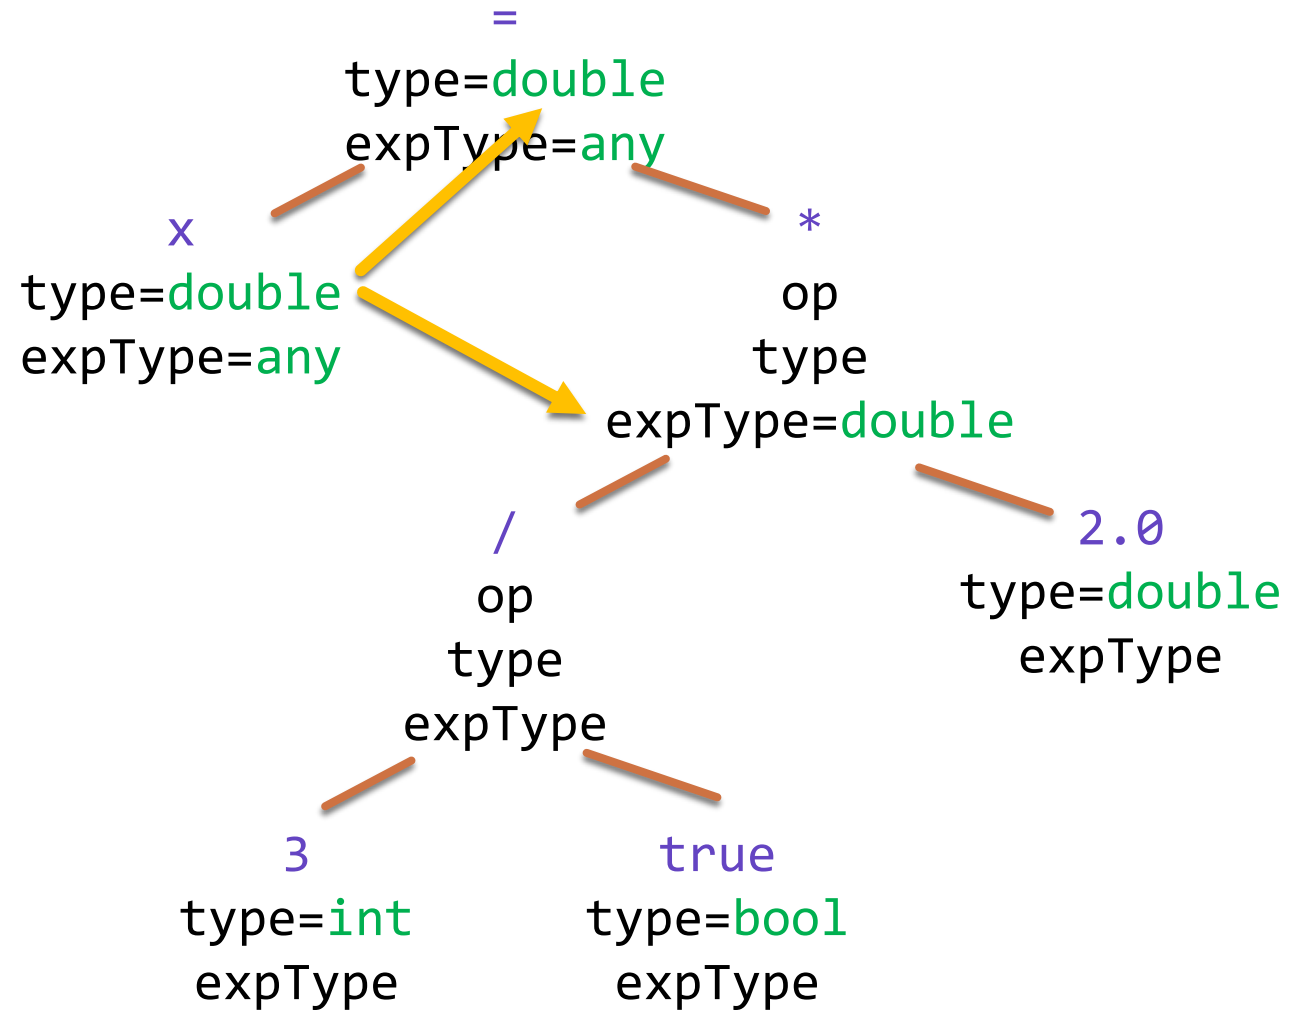 =
type=double
expType=any
x
type=double
expType=any
*
op
type
expType=double
/
op
type
expType
2.0
type=double
expType
3
type=int
expType
true
type=bool
expType